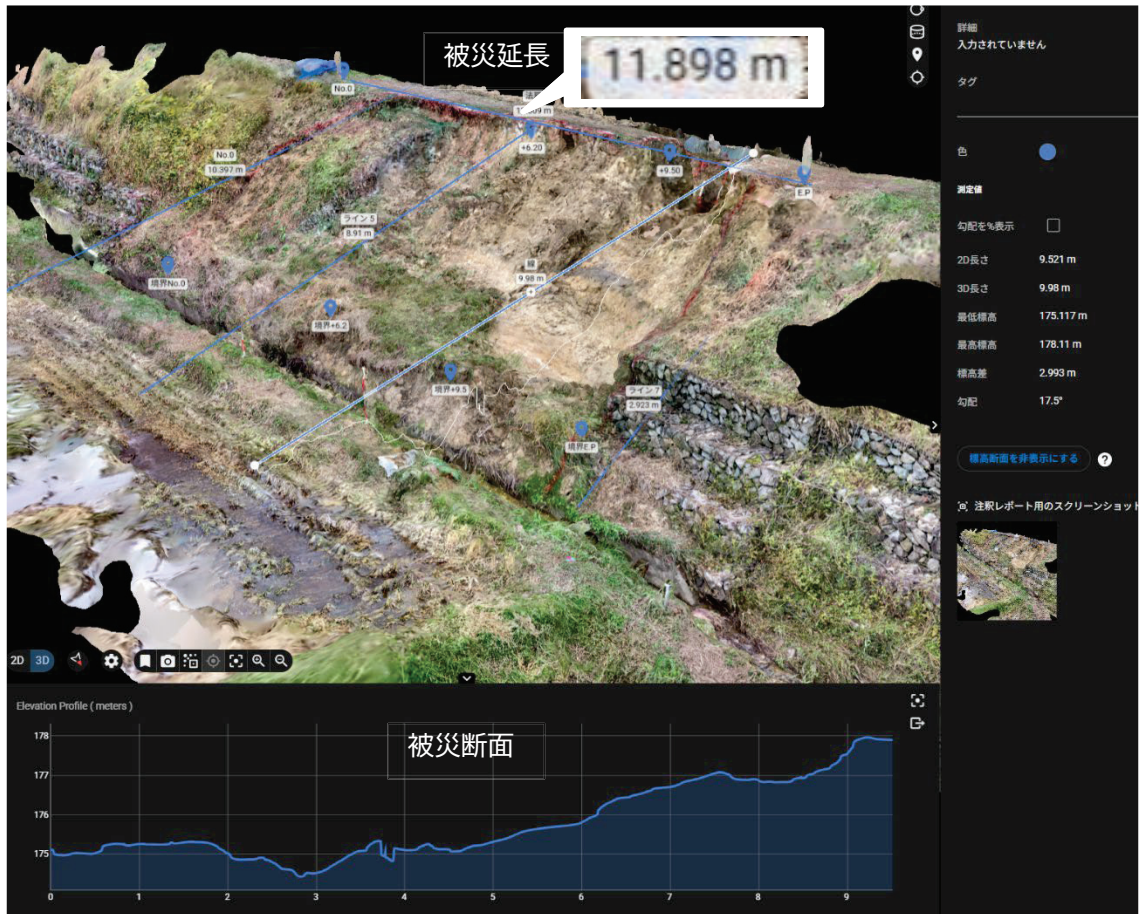 被災延長
11.898 m
No.0
+6.20
+9.50
E.P
No.0
10.397 m
ライン 5
8.91 m
縦
9.98 m
境界No.0
境界+6.2
境界+9.5
ライン 7
2.923 m
境界E.P
2D
3D
詳細
入力されていません
タグ
色
測定値
勾配を%表示
2D長さ 9.521 m
3D長さ 9.98 m
最低標高 175.117 m
最高標高 178.11 m
標高差 2.993 m
勾配 17.5°
標高断面を非表示にする ?
注釈レポート用のスクリーンショット
Elevation Profile ( meters )
被災断面
178
177
176
175
0 1 2 3 4 5 6 7 8 9